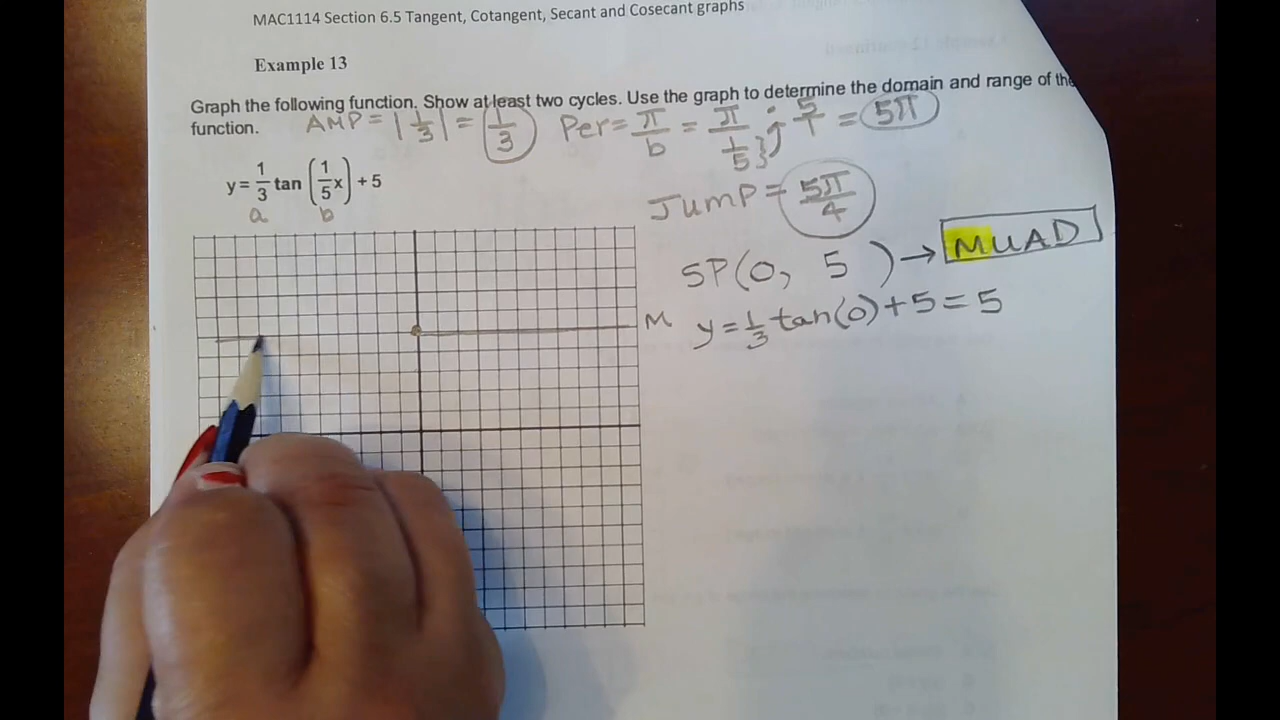 MAC1114 Section 6.5 Tangent, Cotangent, Secant and Cosecant graphs
Example 13
Graph the following function. Show at least two cycles. Use the graph to determine the domain and range of the
function. AMP = |1/3| = 1/3 Per = π/b = π/(1/5) ; 5/1 = 5π
y = 1/3 tan (1/5 x) + 5
a b
Jump = 5π/4
SP(0, 5) → MUAD
M
y = 1/3 tan(0) + 5 = 5